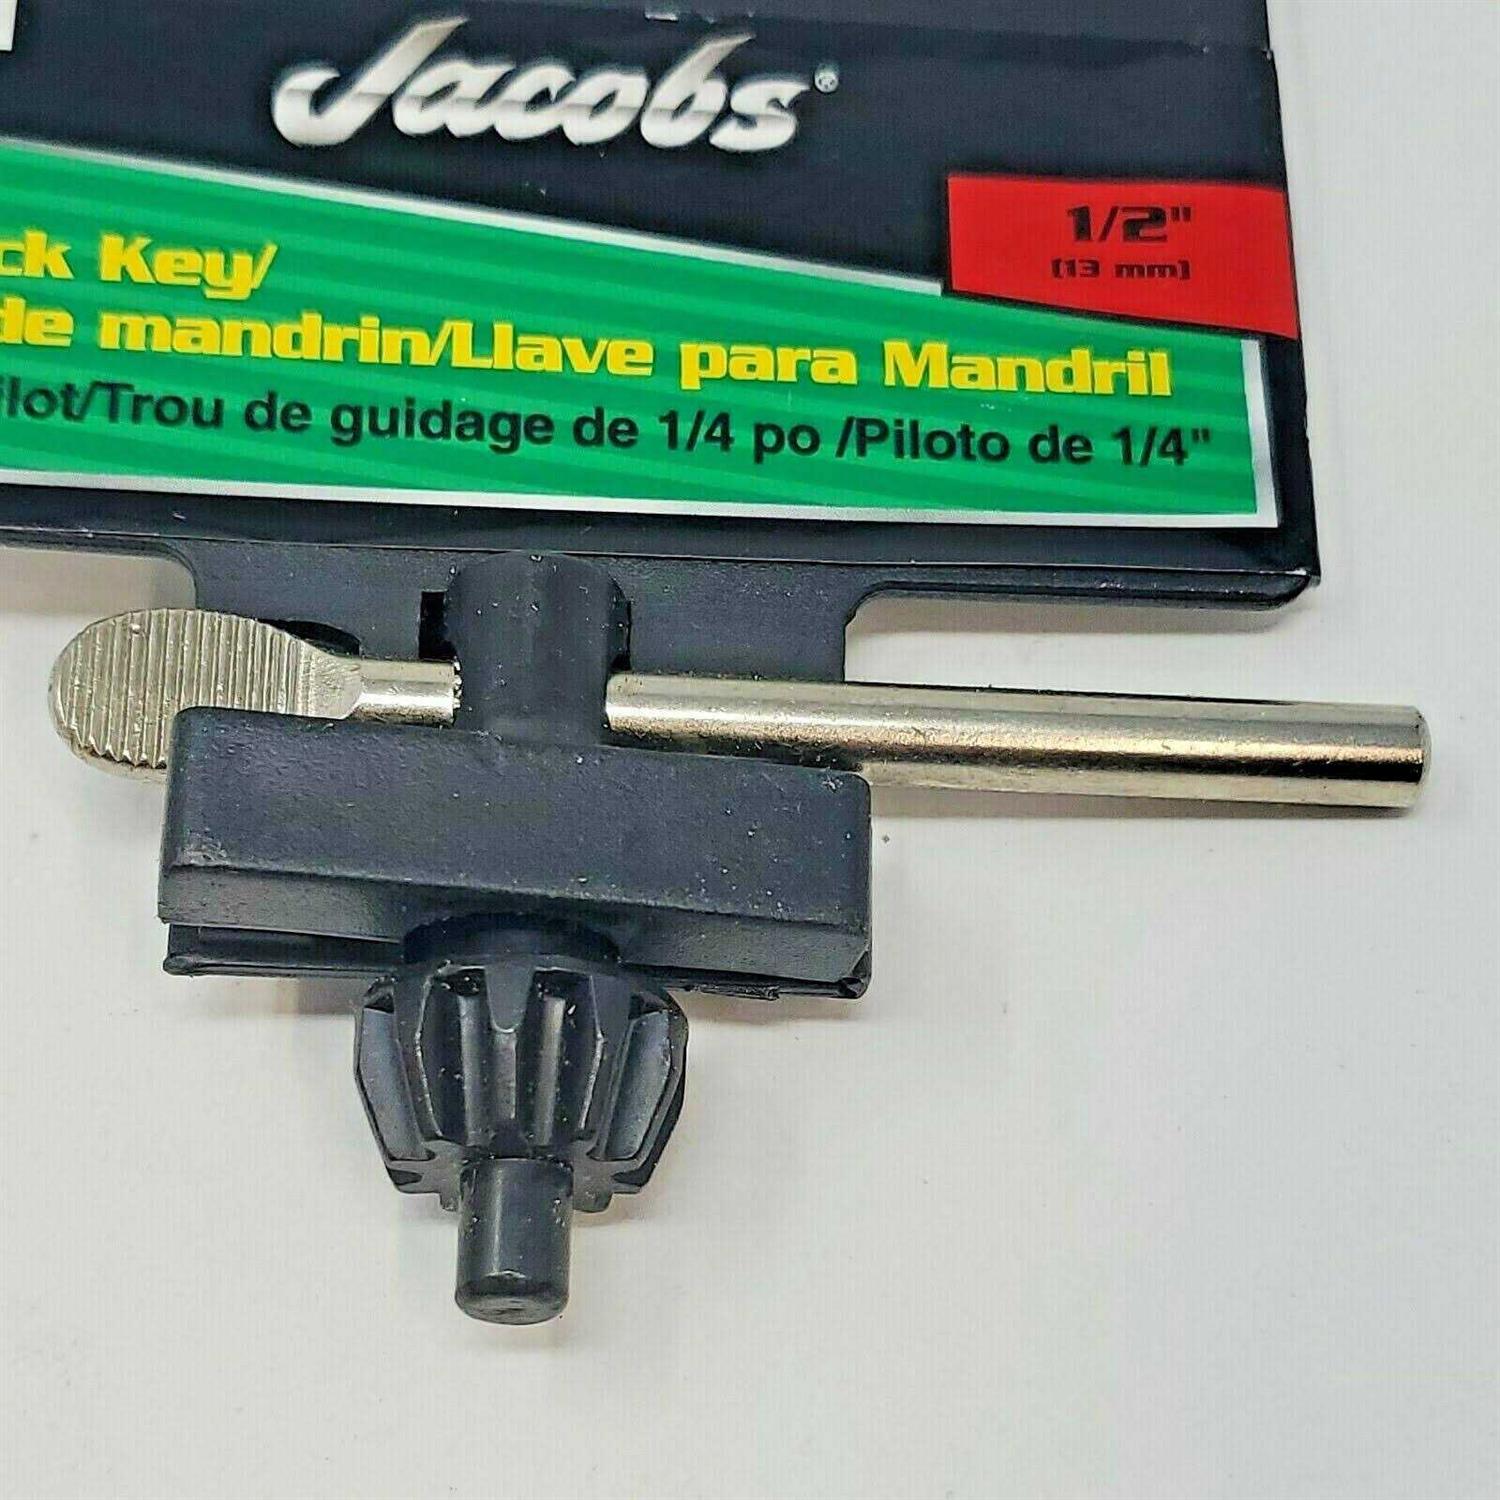 Jacobs®
1/2"
(13 mm)
ck Key/
de mandrin/Llave para Mandril
ilot/Trou de guidage de 1/4 po /Piloto de 1/4"